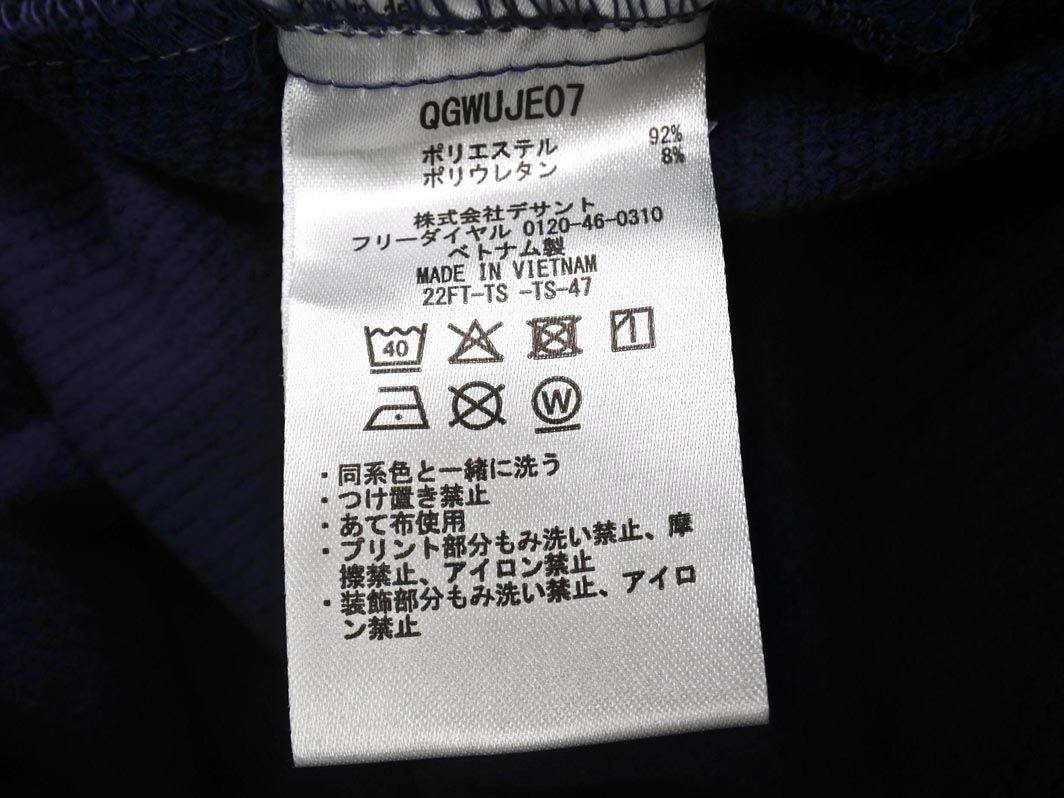 QGWUJE07
ポリエステル 92%
ポリウレタン 8%
株式会社デサント
フリーダイヤル 0120-46-0310
ベトナム製
MADE IN VIETNAM
22FT-TS -TS-47
40
W
・同系色と一緒に洗う
・つけ置き禁止
・あて布使用
・プリント部分もみ洗い禁止、摩
擦禁止、アイロン禁止
・装飾部分もみ洗い禁止、アイロ
ン禁止